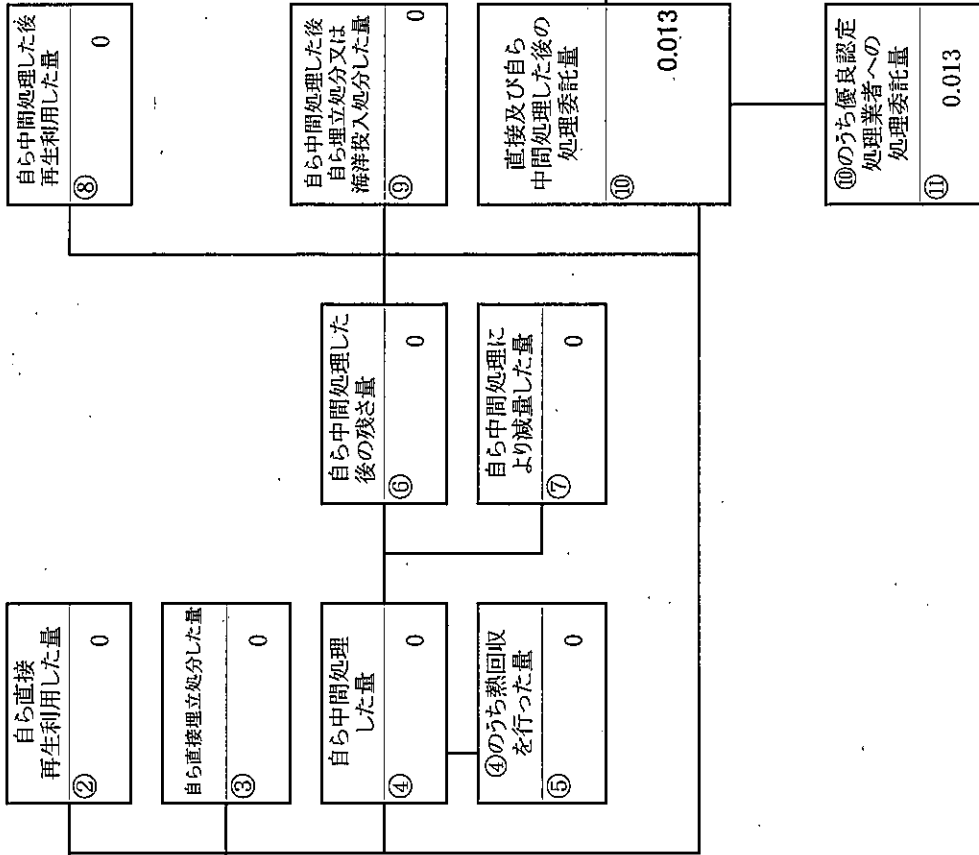 自ら直接
再生利用した量
② 0
自ら直接埋立処分した量
③ 0
自ら中間処理
した量
④ 0
④のうち熱回収
を行った量
⑤ 0
自ら中間処理した
後の残さ量
⑥ 0
自ら中間処理に
より減量した量
⑦ 0
自ら中間処理した後
再生利用した量
⑧ 0
自ら中間処理した後
自ら埋立処分又は
海洋投入処分した量
⑨ 0
直接及び自ら
中間処理した後の
処理委託量
⑩ 0.013
⑩のうち優良認定
処理業者への
処理委託量
⑪ 0.013